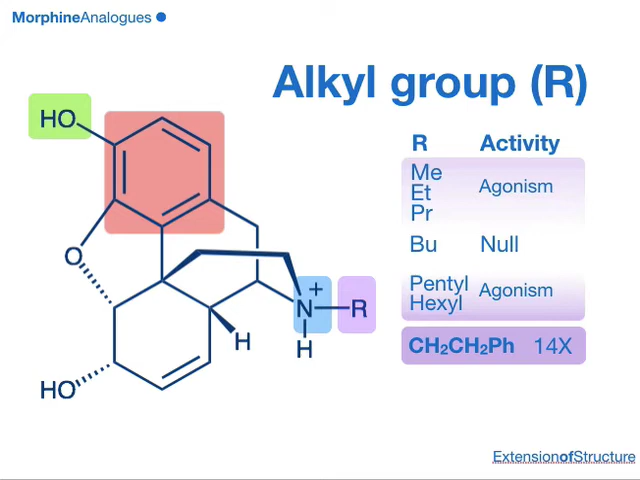 MorphineAnalogues
Alkyl group (R)
HO
R Activity
Me
Et
Pr
Agonism
O
Bu Null
Pentyl
Hexyl
Agonism
+
N
R
H
H
CH₂CH₂Ph 14X
HO
ExtensionofStructure